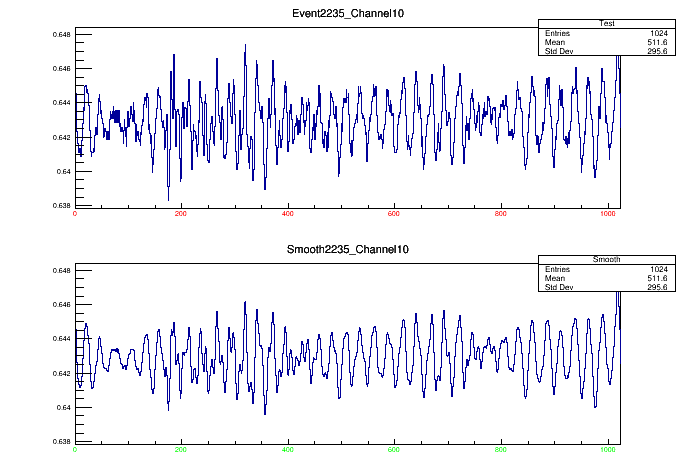 Event2235_Channel10
Test
Entries 1024
Mean 511.6
Std Dev 295.6
0.648
0.646
0.644
0.642
0.64
0.638
0 200 400 600 800 1000
Smooth2235_Channel10
Smooth
Entries 1024
Mean 511.6
Std Dev 295.6
0.648
0.646
0.644
0.642
0.64
0.638
0 200 400 600 800 1000